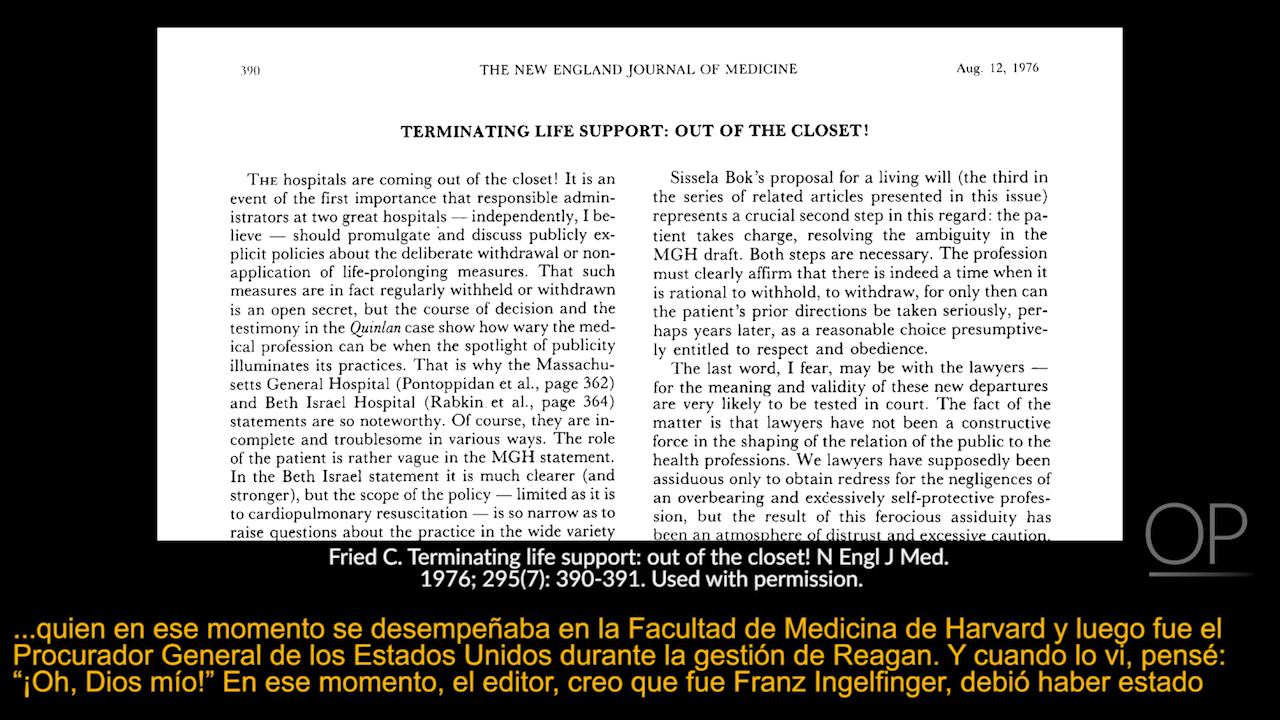 390
THE NEW ENGLAND JOURNAL OF MEDICINE
Aug. 12, 1976
TERMINATING LIFE SUPPORT: OUT OF THE CLOSET!
THE hospitals are coming out of the closet! It is an
event of the first importance that responsible admin-
istrators at two great hospitals — independently, I be-
lieve — should promulgate and discuss publicly ex-
plicit policies about the deliberate withdrawal or non-
application of life-prolonging measures. That such
measures are in fact regularly withheld or withdrawn
is an open secret, but the course of decision and the
testimony in the Quinlan case show how wary the med-
ical profession can be when the spotlight of publicity
illuminates its practices. That is why the Massachu-
setts General Hospital (Pontoppidan et al., page 362)
and Beth Israel Hospital (Rabkin et al., page 364)
statements are so noteworthy. Of course, they are in-
complete and troublesome in various ways. The role
of the patient is rather vague in the MGH statement.
In the Beth Israel statement it is much clearer (and
stronger), but the scope of the policy — limited as it is
to cardiopulmonary resuscitation — is so narrow as to
raise questions about the practice in the wide variety
Sissela Bok's proposal for a living will (the third in
the series of related articles presented in this issue)
represents a crucial second step in this regard: the pa-
tient takes charge, resolving the ambiguity in the
MGH draft. Both steps are necessary. The profession
must clearly affirm that there is indeed a time when it
is rational to withhold, to withdraw, for only then can
the patient's prior directions be taken seriously, per-
haps years later, as a reasonable choice presumptive-
ly entitled to respect and obedience.
The last word, I fear, may be with the lawyers —
for the meaning and validity of these new departures
are very likely to be tested in court. The fact of the
matter is that lawyers have not been a constructive
force in the shaping of the relation of the public to the
health professions. We lawyers have supposedly been
assiduous only to obtain redress for the negligences of
an overbearing and excessively self-protective profes-
sion, but the result of this ferocious assiduity has
been an atmosphere of distrust and excessive caution.
OP
Fried C. Terminating life support: out of the closet! N Engl J Med.
1976; 295(7): 390-391. Used with permission.
...quien en ese momento se desempeñaba en la Facultad de Medicina de Harvard y luego fue el
Procurador General de los Estados Unidos durante la gestión de Reagan. Y cuando lo vi, pensé:
“¡Oh, Dios mío!” En ese momento, el editor, creo que fue Franz Ingelfinger, debió haber estado